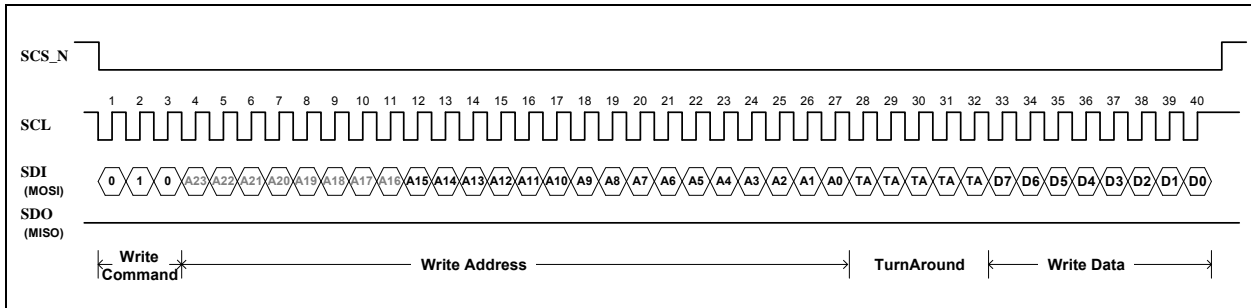 SCS_N
1 2 3 4 5 6 7 8 9 10 11 12 13 14 15 16 17 18 19 20 21 22 23 24 25 26 27 28 29 30 31 32 33 34 35 36 37 38 39 40
SCL
SDI
(MOSI)
0 1 0 A23 A22 A21 A20 A19 A18 A17 A16 A15 A14 A13 A12 A11 A10 A9 A8 A7 A6 A5 A4 A3 A2 A1 A0 TA TA TA TA TA D7 D6 D5 D4 D3 D2 D1 D0
SDO
(MISO)
Write Command
Write Address
TurnAround
Write Data